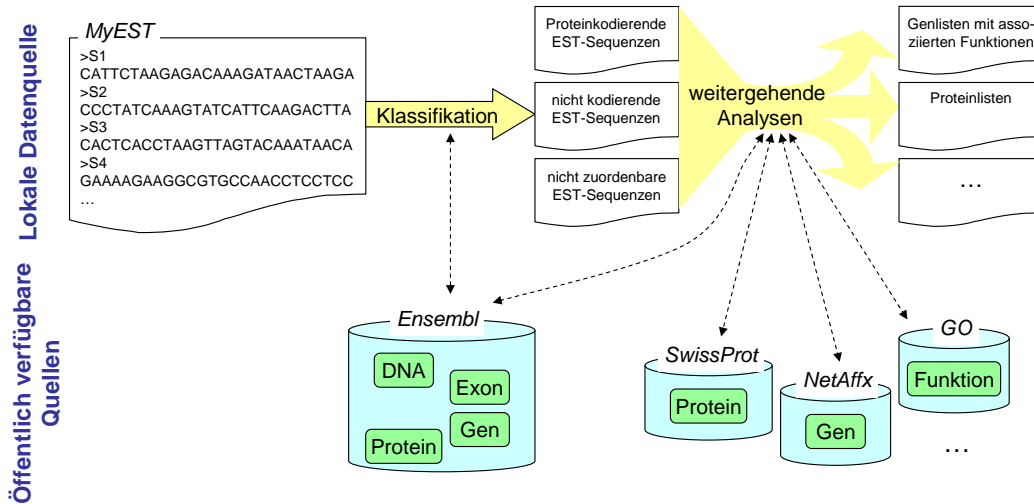 Lokale Datenquelle
MyEST
>S1
CATTCTAAGAGACAAAGATAACTAAGA
>S2
CCCTATCAAAGTATCATTCAAGACTTA
>S3
CACTCACCTAAGTTAGTACAAATAACA
>S4
GAAAAGAAGGCGTGCCAACCTCCTCC
…
Klassifikation
Proteinkodierende
EST-Sequenzen
nicht kodierende
EST-Sequenzen
nicht zuordenbare
EST-Sequenzen
weitergehende
Analysen
Genlisten mit asso-
ziierten Funktionen
Proteinlisten
…
Öffentlich verfügbare
Quellen
Ensembl
DNA
Exon
Gen
Protein
SwissProt
Protein
NetAffx
Gen
GO
Funktion
…